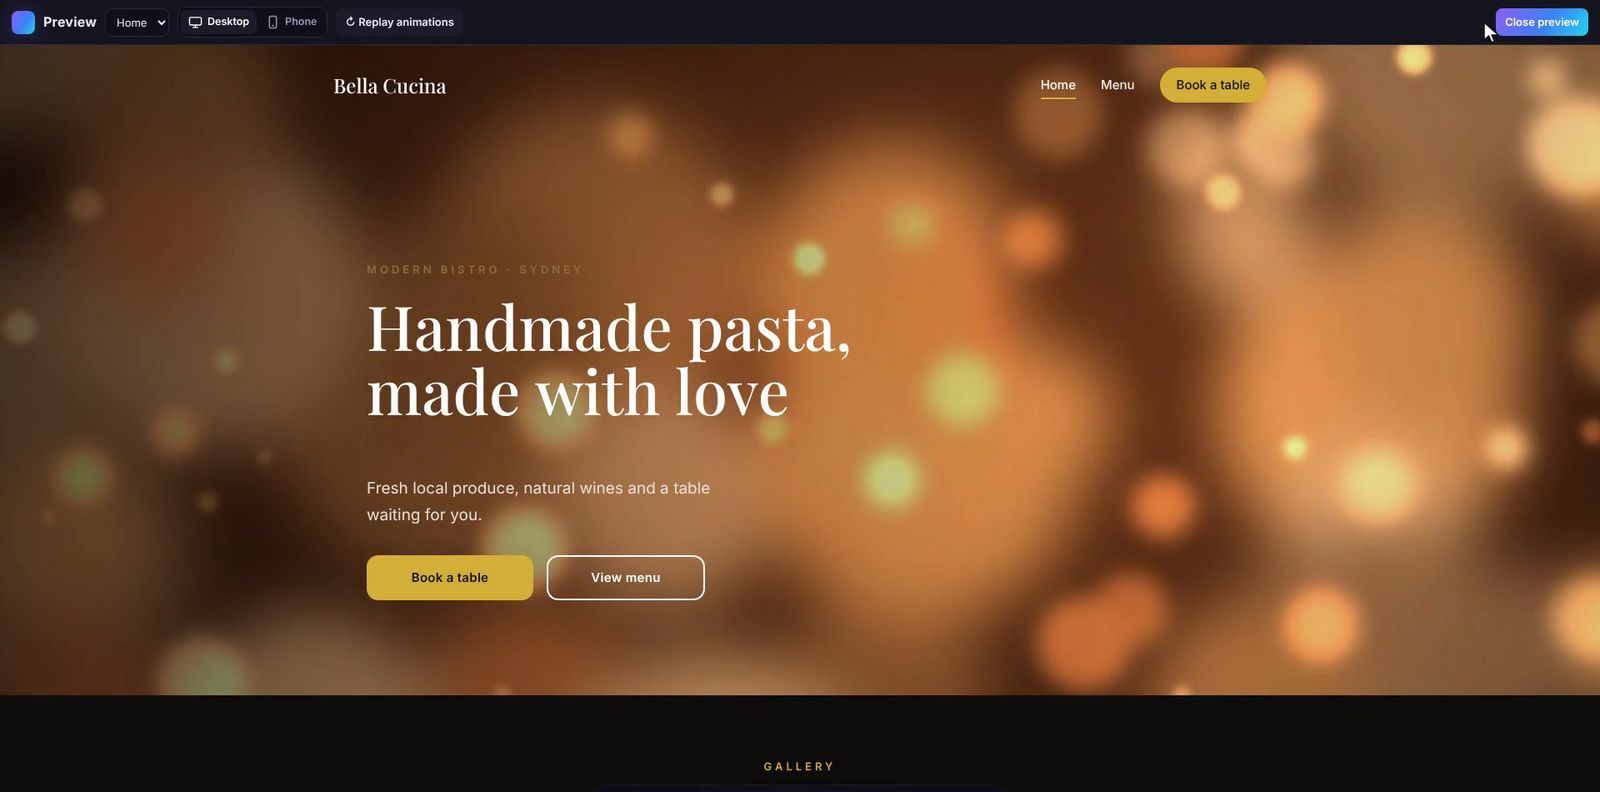 Preview
Home
Desktop
Phone
Replay animations
Close preview
Bella Cucina
Home
Menu
Book a table
MODERN BISTRO · SYDNEY
Handmade pasta,
made with love
Fresh local produce, natural wines and a table
waiting for you.
Book a table
View menu
GALLERY